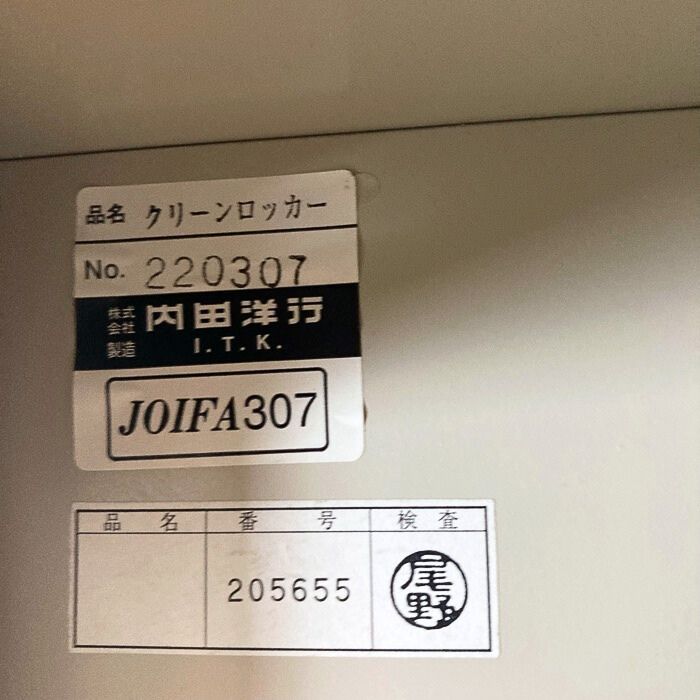 品名 クリーンロッカー
No. 220307
株式会社 内田洋行
製造 I.T.K.
JOIFA307
品名 番号 検査
205655 尾野